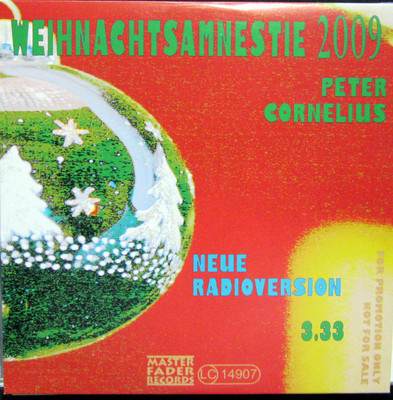 WEIHNACHTSAMNESTIE 2009
PETER
CORNELIUS
NEUE
RADIOVERSION
3.33
FOR PROMOTION ONLY
NOT FOR SALE
MASTER
FADER
RECORDS
LC 14907